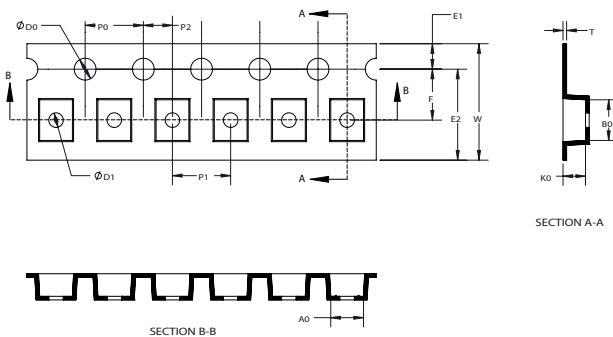 A
E1
T
ØD0
P0
P2
B
B
F
E2
W
B0
ØD1
P1
A
K0
SECTION A-A
A0
SECTION B-B